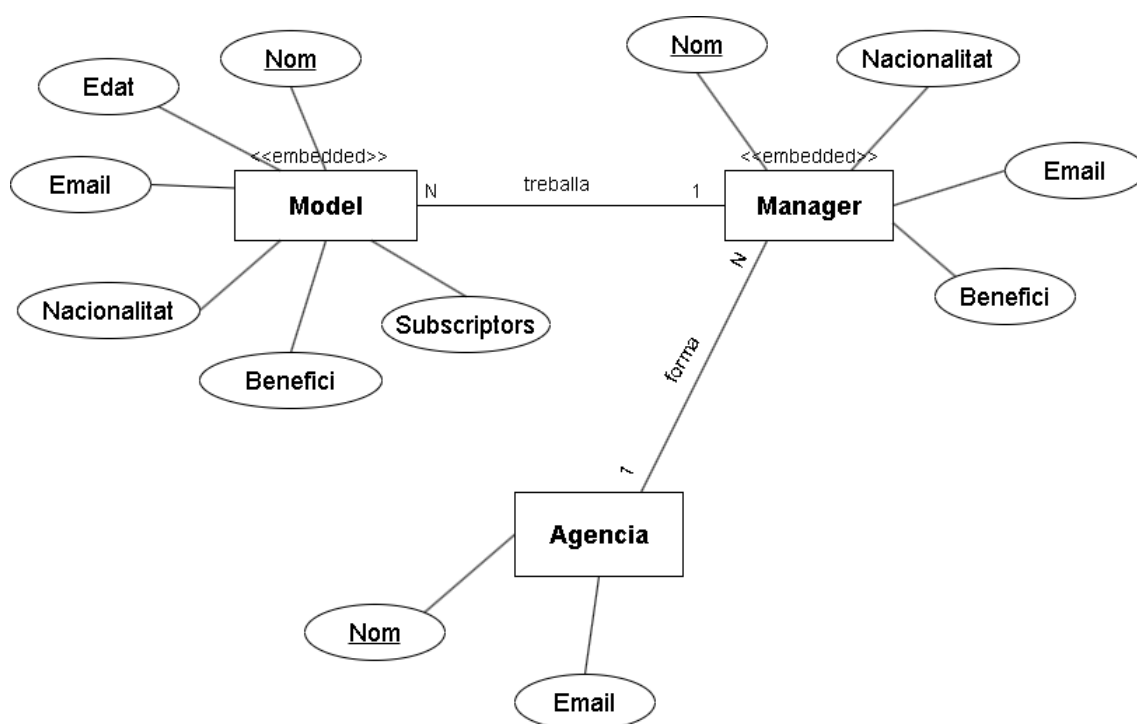 Nom
Nom
Edat
Nacionalitat
<<embedded>>
<<embedded>>
Email
Email
N
treballa
1
Model
Manager
N
Nacionalitat
Subscriptors
Benefici
forma
Benefici
1
Agencia
Nom
Email